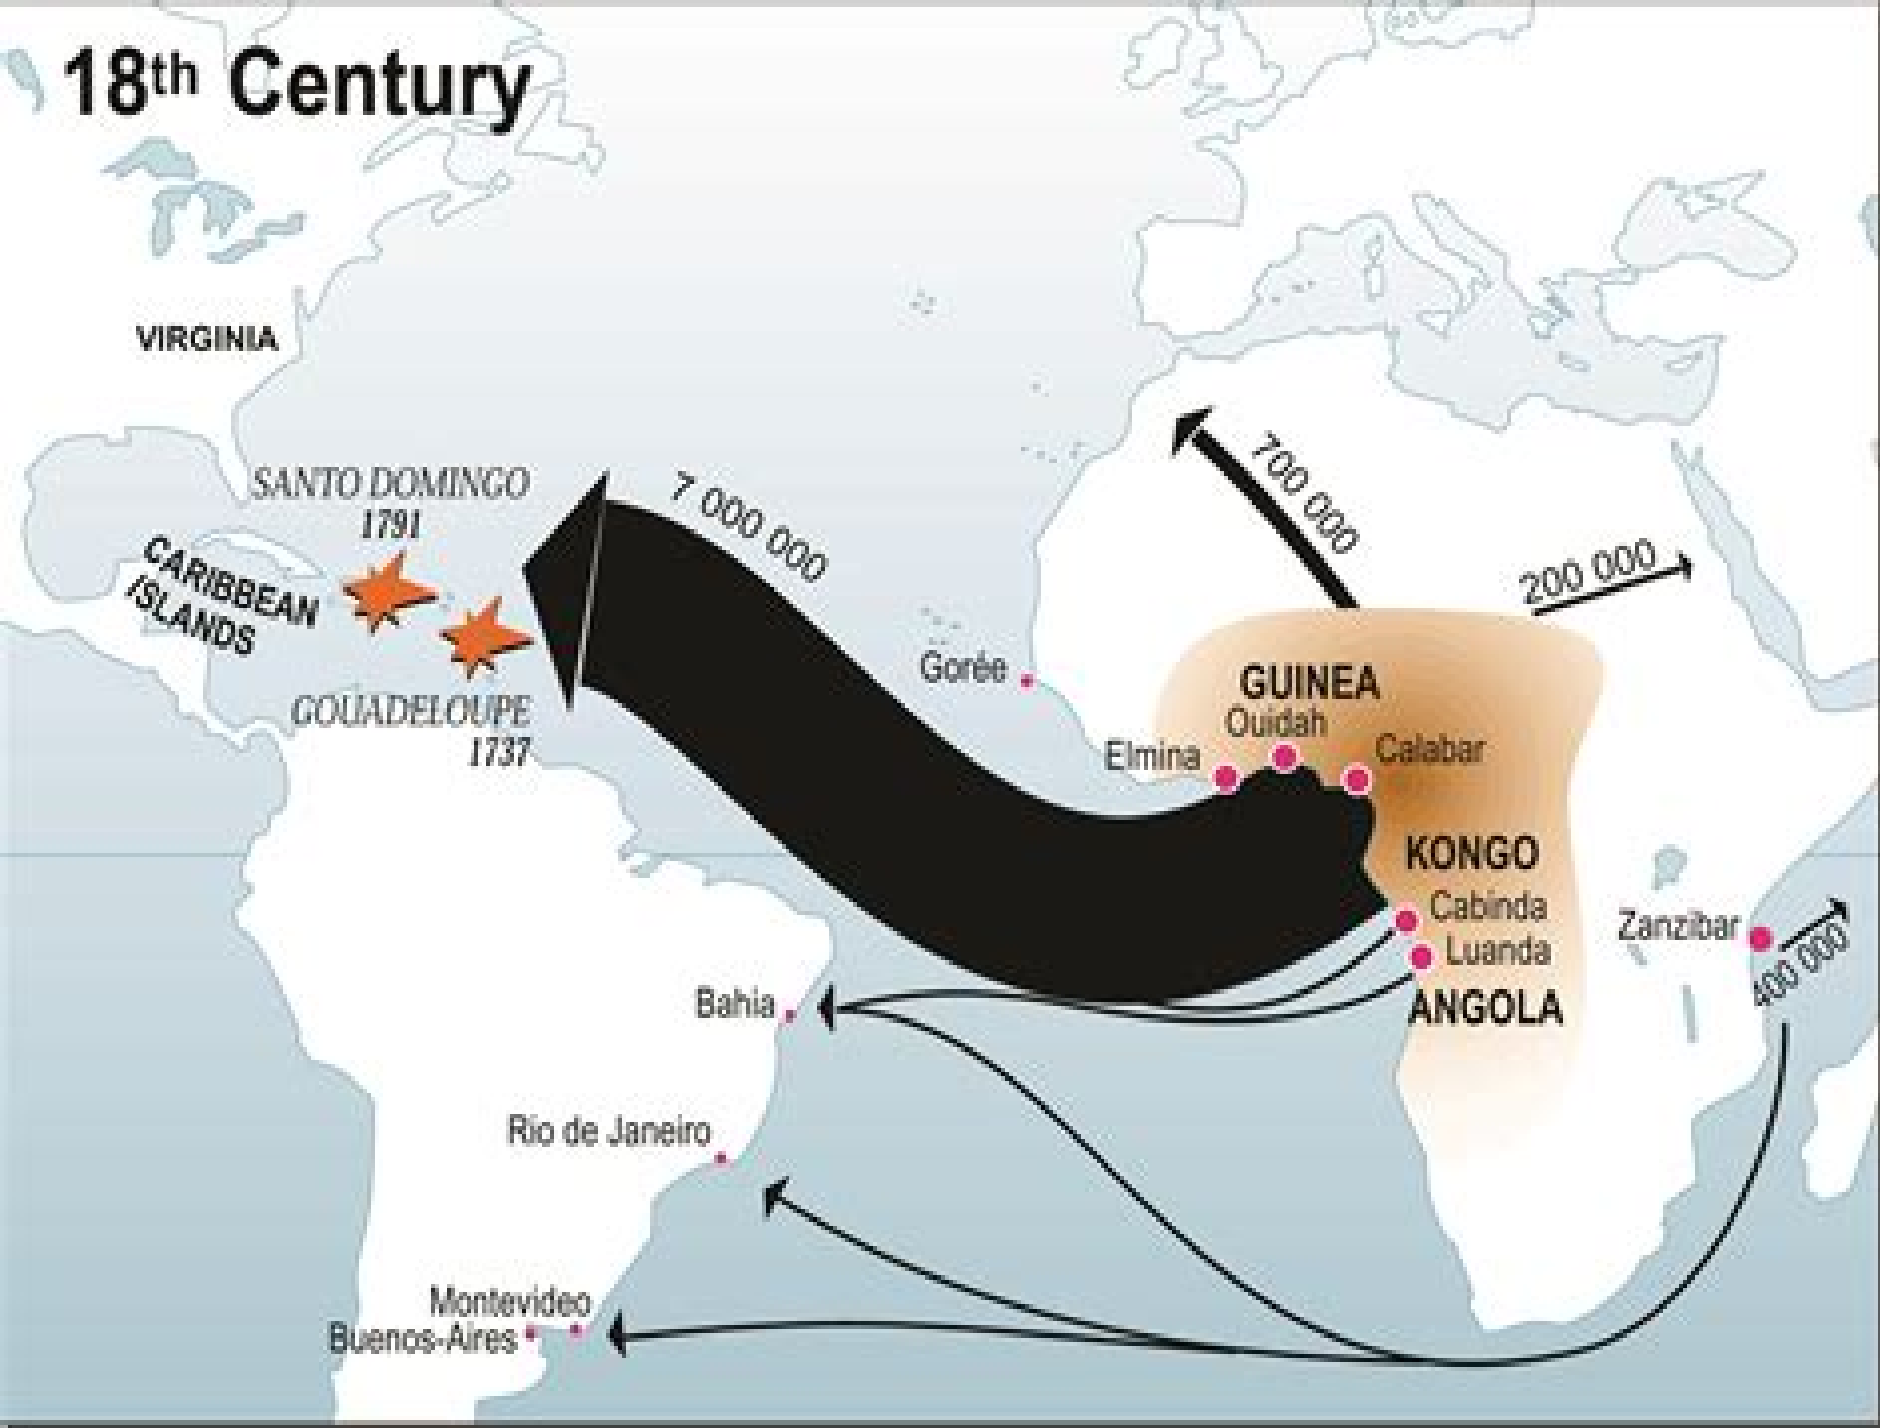 18th Century
VIRGINIA
SANTO DOMINGO
1791
7 000 000
700 000
200 000
CARIBBEAN
ISLANDS
GOUADELOUPE
1737
Gorée
GUINEA
Ouidah
Elmina
Calabar
KONGO
Cabinda
Luanda
ANGOLA
Zanzibar
400 000
Bahia
Rio de Janeiro
Montevideo
Buenos-Aires